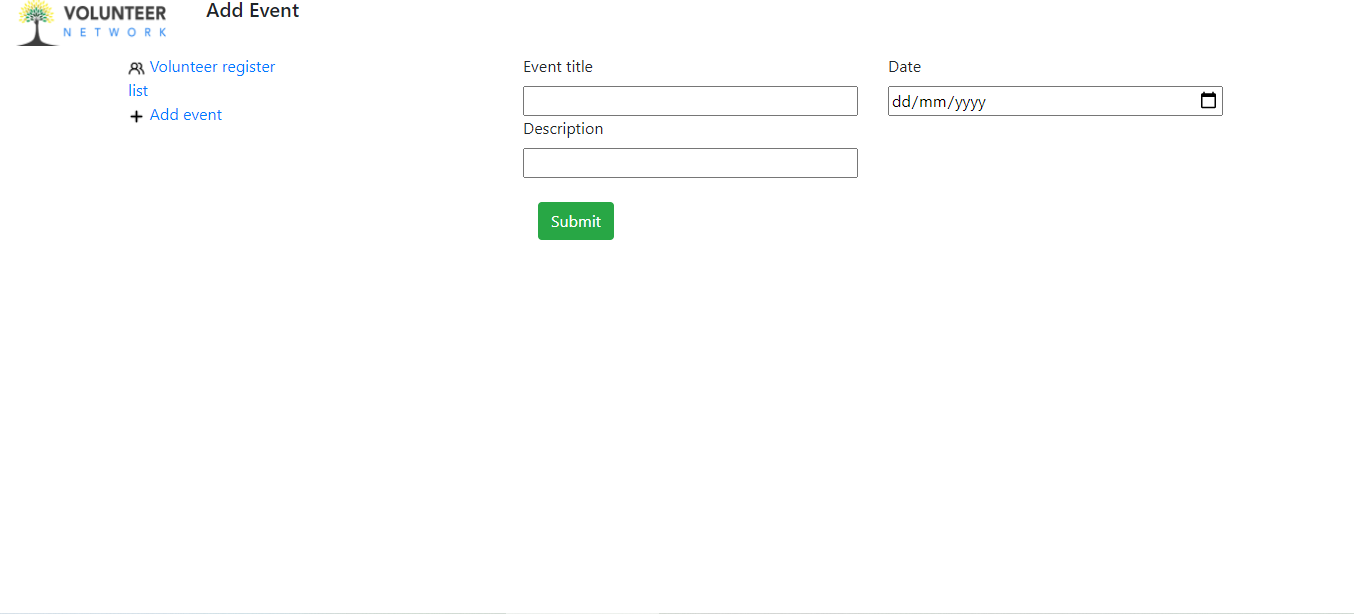 VOLUNTEER
NETWORK
Add Event
Volunteer register
list
Add event
Event title
Date
dd/mm/yyyy
Description
Submit